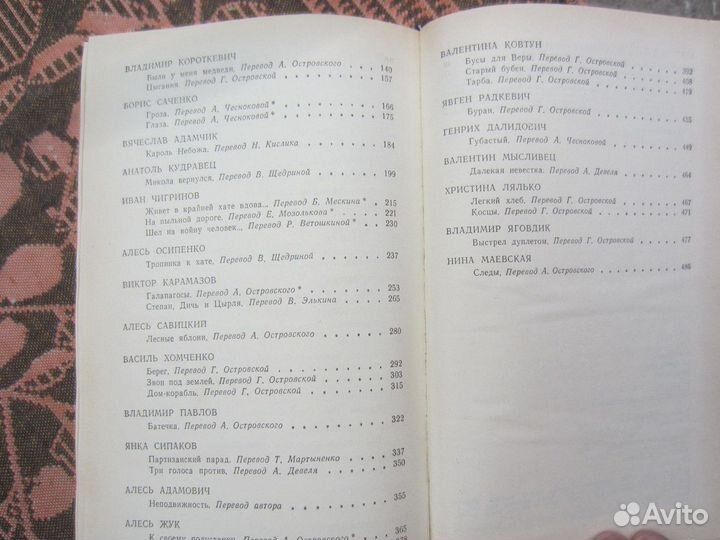 ВЛАДИМИР КОРОТКЕВИЧ
Были у меня медведи, Перевод А. Островского 140
Цыгания. Перевод Г. Островской 157
БОРИС САЧЕНКО
Гроза, Перевод А. Чесноковой* 166
Глаза, Перевод А. Чесноковой* 175
ВЯЧЕСЛАВ АДАМЧИК
Кароль Небожа. Перевод Н. Кислика 184
АНАТОЛЬ КУДРАВЕЦ
Микола вернулся, Перевод В. Щедриной 199
ИВАН ЧИГРИНОВ
Живет в крайней хате вдова.., Перевод Б. Мескина* 215
На пыльной дороге, Перевод Е. Мозолькова* 221
Шел на войну человек.., Перевод Р. Ветошкиной* 230
АЛЕСЬ ОСИПЕНКО
Тропинка к хате, Перевод В. Щедриной 237
ВИКТОР КАРАМАЗОВ
Галапагосы. Перевод А. Островского* 253
Степан, Дичь и Цырля, Перевод В. Элькина 265
АЛЕСЬ САВИЦКИЙ
Лесные яблони, Перевод А. Островского 280
ВАСИЛЬ ХОМЧЕНКО
Берег, Перевод Г. Островской 292
Звон под землей, Перевод Г. Островской 303
Дом-корабль, Перевод Г. Островской 315
ВЛАДИМИР ПАВЛОВ
Батечка, Перевод А. Островского 322
ЯНКА СИПАКОВ
Партизанский парад, Перевод Т. Мартыненко 337
Три голоса против, Перевод А. Девеля 350
АЛЕСЬ АДАМОВИЧ
Неподвижность, Перевод автора 355
АЛЕСЬ ЖУК
К своему Перевод А. Островского* 365
ВАЛЕНТИНА КОВТУН
Бусы для Веры, Перевод Г. Островской 392
Старый бубен, Перевод Г. Островской
Тарба, Перевод Г. Островской
ЯВГЕН РАДКЕВИЧ
Буран, Перевод Г. Островской
ГЕНРИХ ДАЛИДОВИЧ
Губастый, Перевод А. Чесноковой 449
ВАЛЕНТИН МЫСЛИВЕЦ
Далекая невестка, Перевод А. Девеля 464
ХРИСТИНА ЛЯЛЬКО
Легкий хлеб, Перевод Г. Островской 467
Косцы, Перевод Г. Островской 471
ВЛАДИМИР ЯГОВДИК
Выстрел дуплетом, Перевод Г. Островской 477
НИНА МАЕВСКАЯ
Следы, Перевод А. Островского
Avito